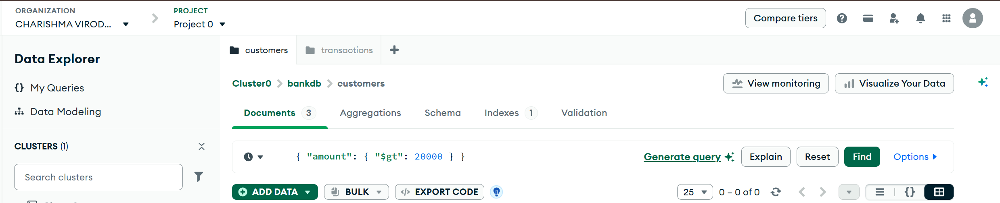 ORGANIZATION
CHARISHMA VIROD...
PROJECT
Project 0
Compare tiers
Data Explorer
My Queries
Data Modeling
CLUSTERS (1)
Search clusters
customers
transactions
Cluster0 > bankdb > customers
View monitoring
Visualize Your Data
Documents 3
Aggregations
Schema
Indexes 1
Validation
{ "amount": { "$gt": 20000 } }
Generate query
Explain
Reset
Find
Options
ADD DATA
BULK
EXPORT CODE
25
0 – 0 of 0